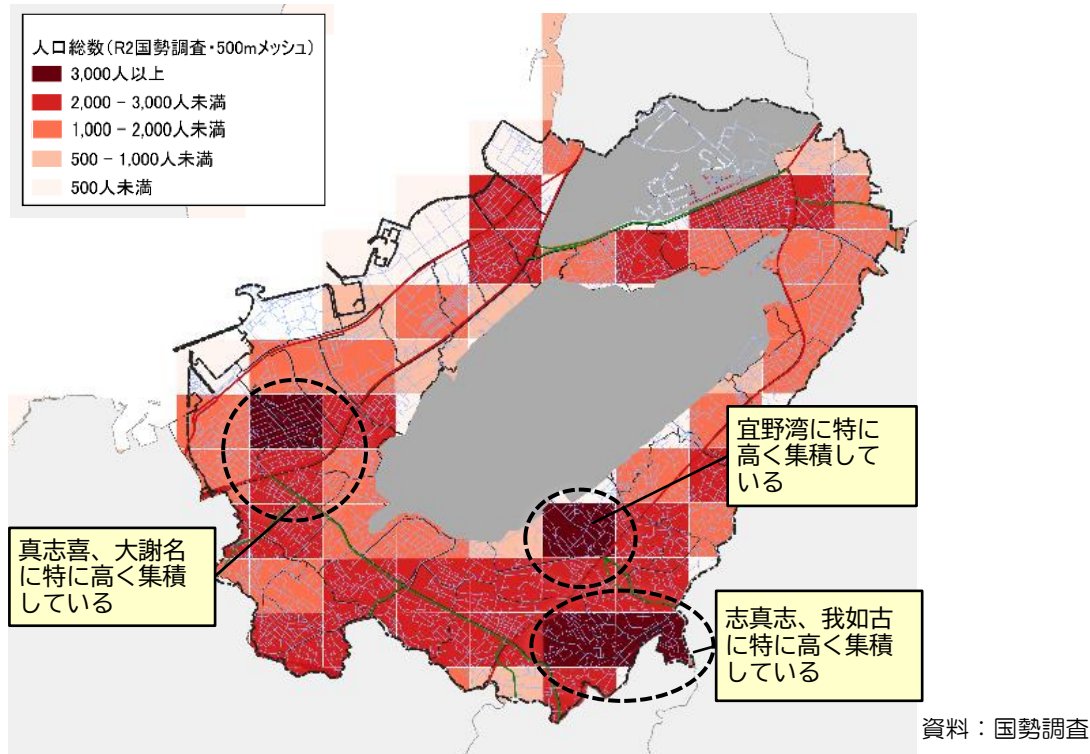 人口総数(R2国勢調査・500mメッシュ)
3,000人以上
2,000 - 3,000人未満
1,000 - 2,000人未満
500 - 1,000人未満
500人未満
宜野湾に特に
高く集積して
いる
真志喜、大謝名
に特に高く集積
している
志真志、我如古
に特に高く集積
している
資料：国勢調査